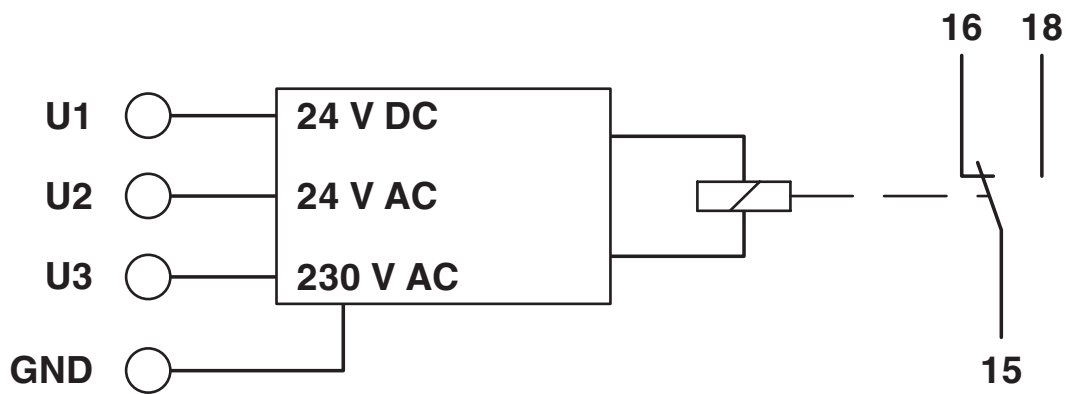 16 18
U1 24 V DC
U2 24 V AC
U3 230 V AC
GND
15